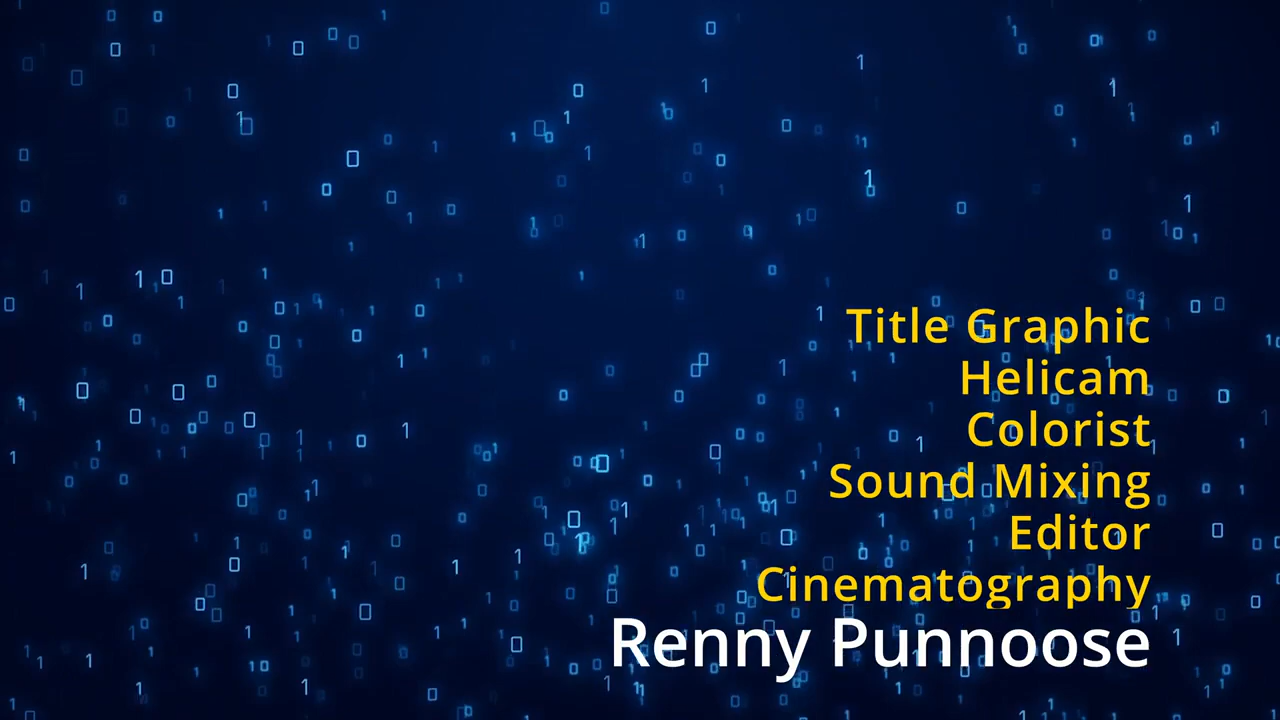 Title Graphic
Helicam
Colorist
Sound Mixing
Editor
Cinematography
Renny Punnoose